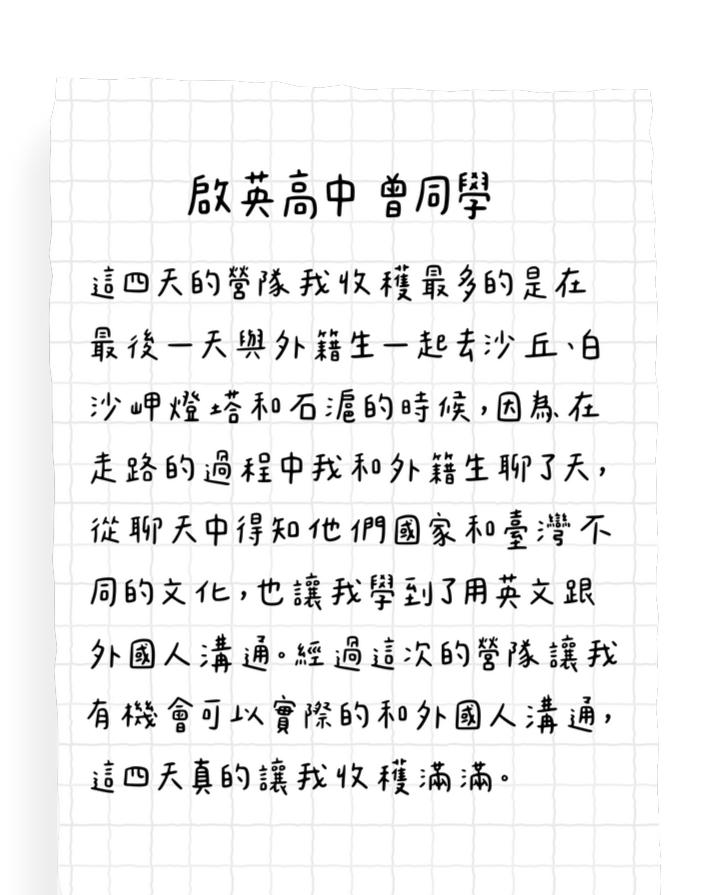 啟英高中 曾同學
這四天的營隊我收穫最多的是在
最後一天與外籍生一起去沙丘、白
沙岬燈塔和石滬的時候，因為在
走路的過程中我和外籍生聊了天，
從聊天中得知他們國家和臺灣不
同的文化，也讓我學到了用英文跟
外國人溝通。經過這次的營隊讓我
有機會可以實際的和外國人溝通，
這四天真的讓我收穫滿滿。